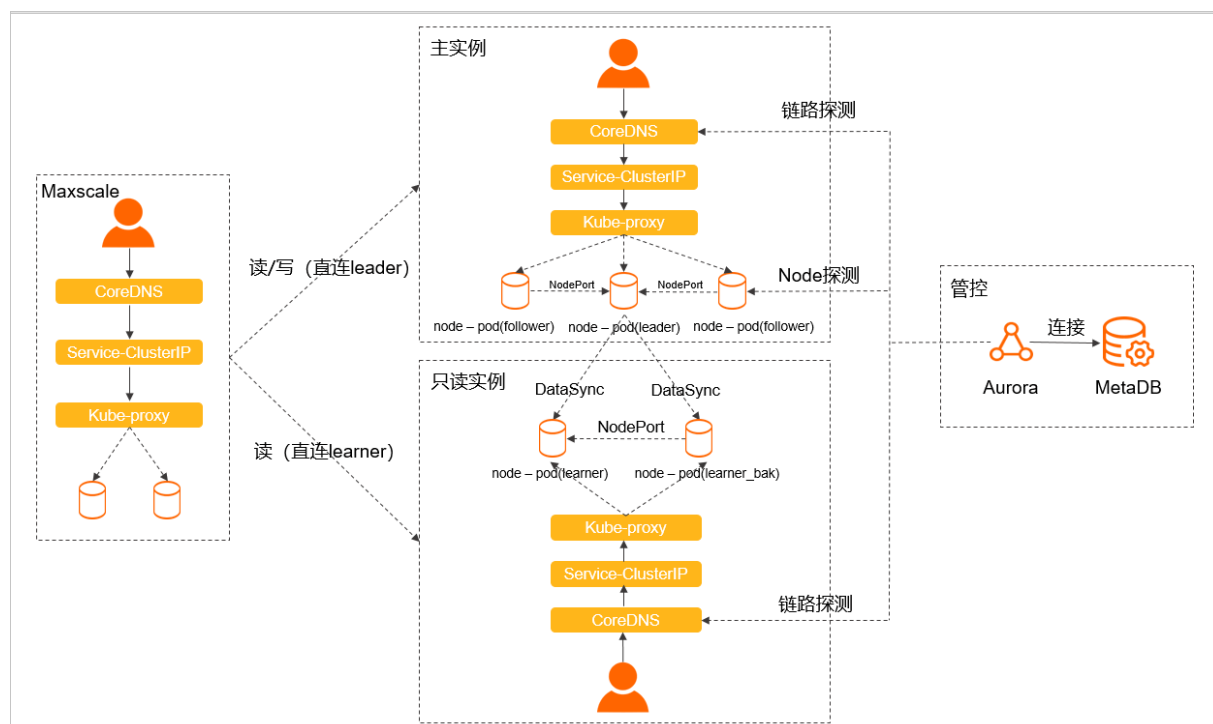 Maxscale
CoreDNS
Service-ClusterIP
Kube-proxy
读/写（直连leader）
读（直连learner）
主实例
CoreDNS
Service-ClusterIP
Kube-proxy
NodePort
NodePort
node – pod(follower)
node – pod(leader)
node – pod(follower)
链路探测
Node探测
只读实例
DataSync
DataSync
NodePort
node – pod(learner)
node – pod(learner_bak)
Kube-proxy
Service-ClusterIP
CoreDNS
链路探测
管控
连接
Aurora
MetaDB